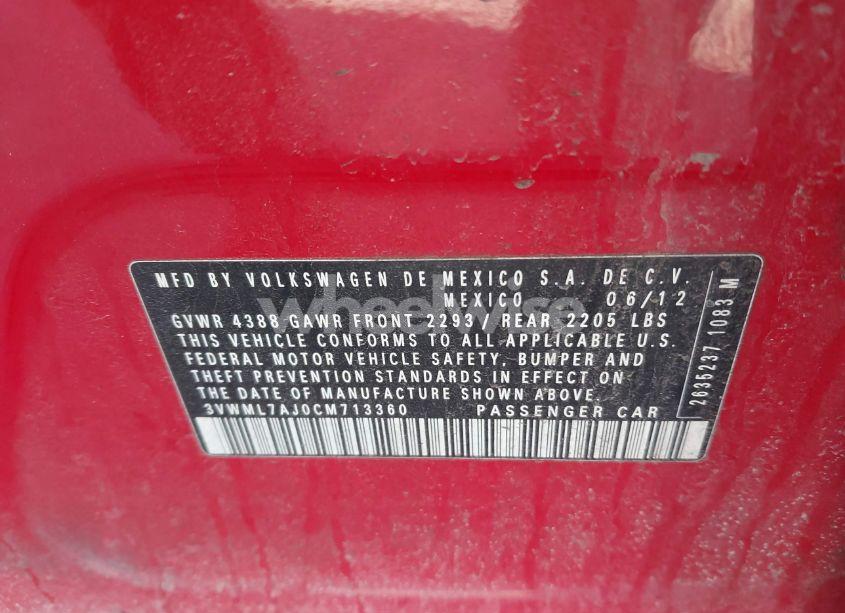 MFD BY VOLKSWAGEN DE MEXICO S.A. DE C.V.
MEXICO 06/12
GVWR 4388 GAWR FRONT 2293 / REAR 2205 LBS
THIS VEHICLE CONFORMS TO ALL APPLICABLE U.S.
FEDERAL MOTOR VEHICLE SAFETY, BUMPER AND
THEFT PREVENTION STANDARDS IN EFFECT ON
THE DATE OF MANUFACTURE SHOWN ABOVE.
3VWML7AJ0CM713360 PASSENGER CAR
2635237 1083 M
wheelwise